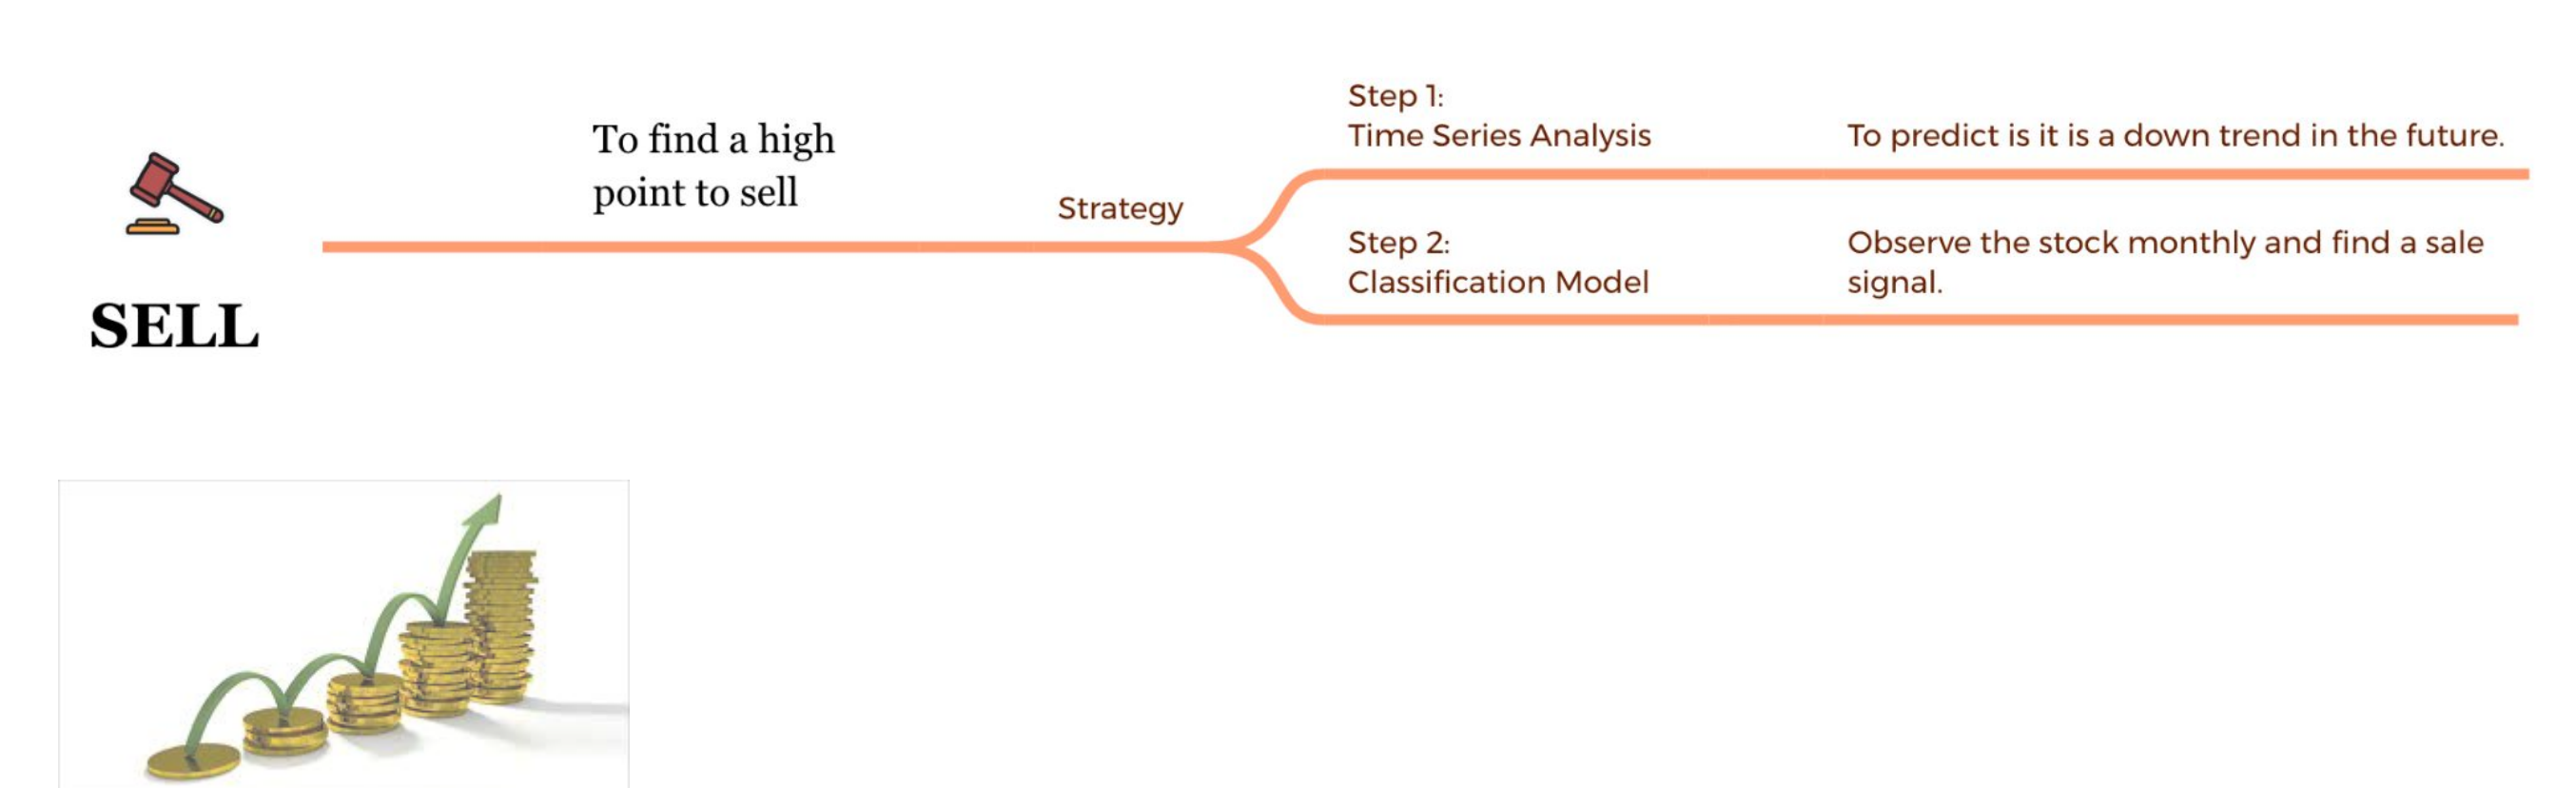 SELL
To find a high
point to sell
Strategy
Step 1:
Time Series Analysis
To predict is it is a down trend in the future.
Step 2:
Classification Model
Observe the stock monthly and find a sale
signal.